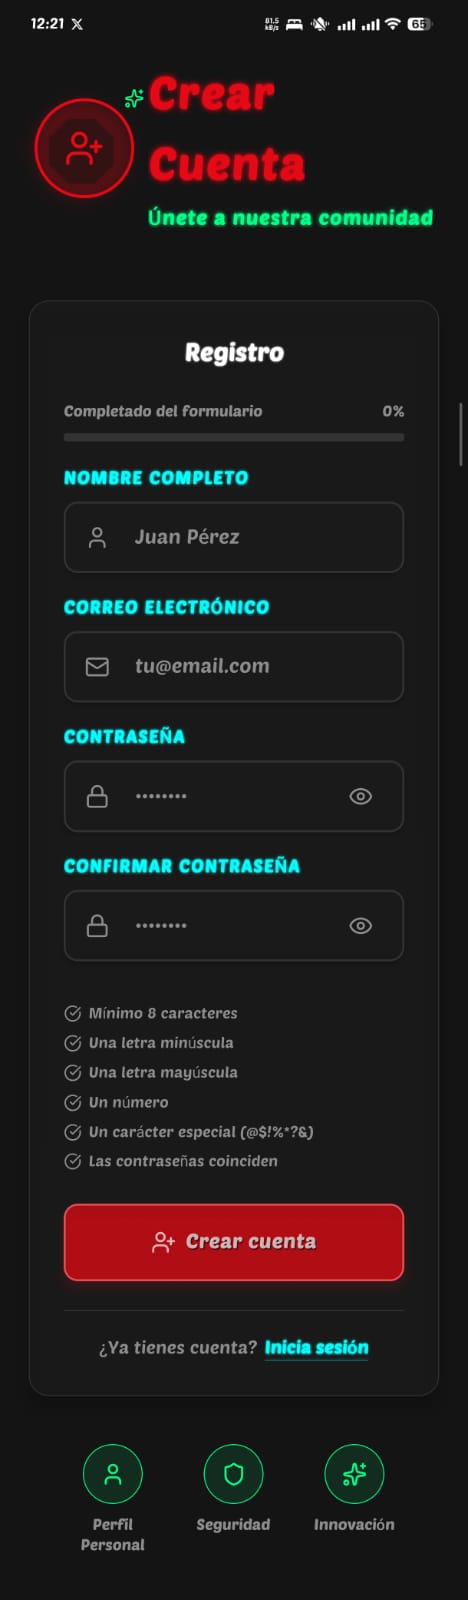 12:21
81.5
kB/s
65
Crear
Cuenta
Únete a nuestra comunidad
Registro
Completado del formulario 0%
NOMBRE COMPLETO
Juan Pérez
CORREO ELECTRÓNICO
tu@email.com
CONTRASEÑA
••••••••
CONFIRMAR CONTRASEÑA
••••••••
Mínimo 8 caracteres
Una letra minúscula
Una letra mayúscula
Un número
Un carácter especial (@$!%*?&)
Las contraseñas coinciden
Crear cuenta
¿Ya tienes cuenta? Inicia sesión
Perfil
Personal
Seguridad
Innovación